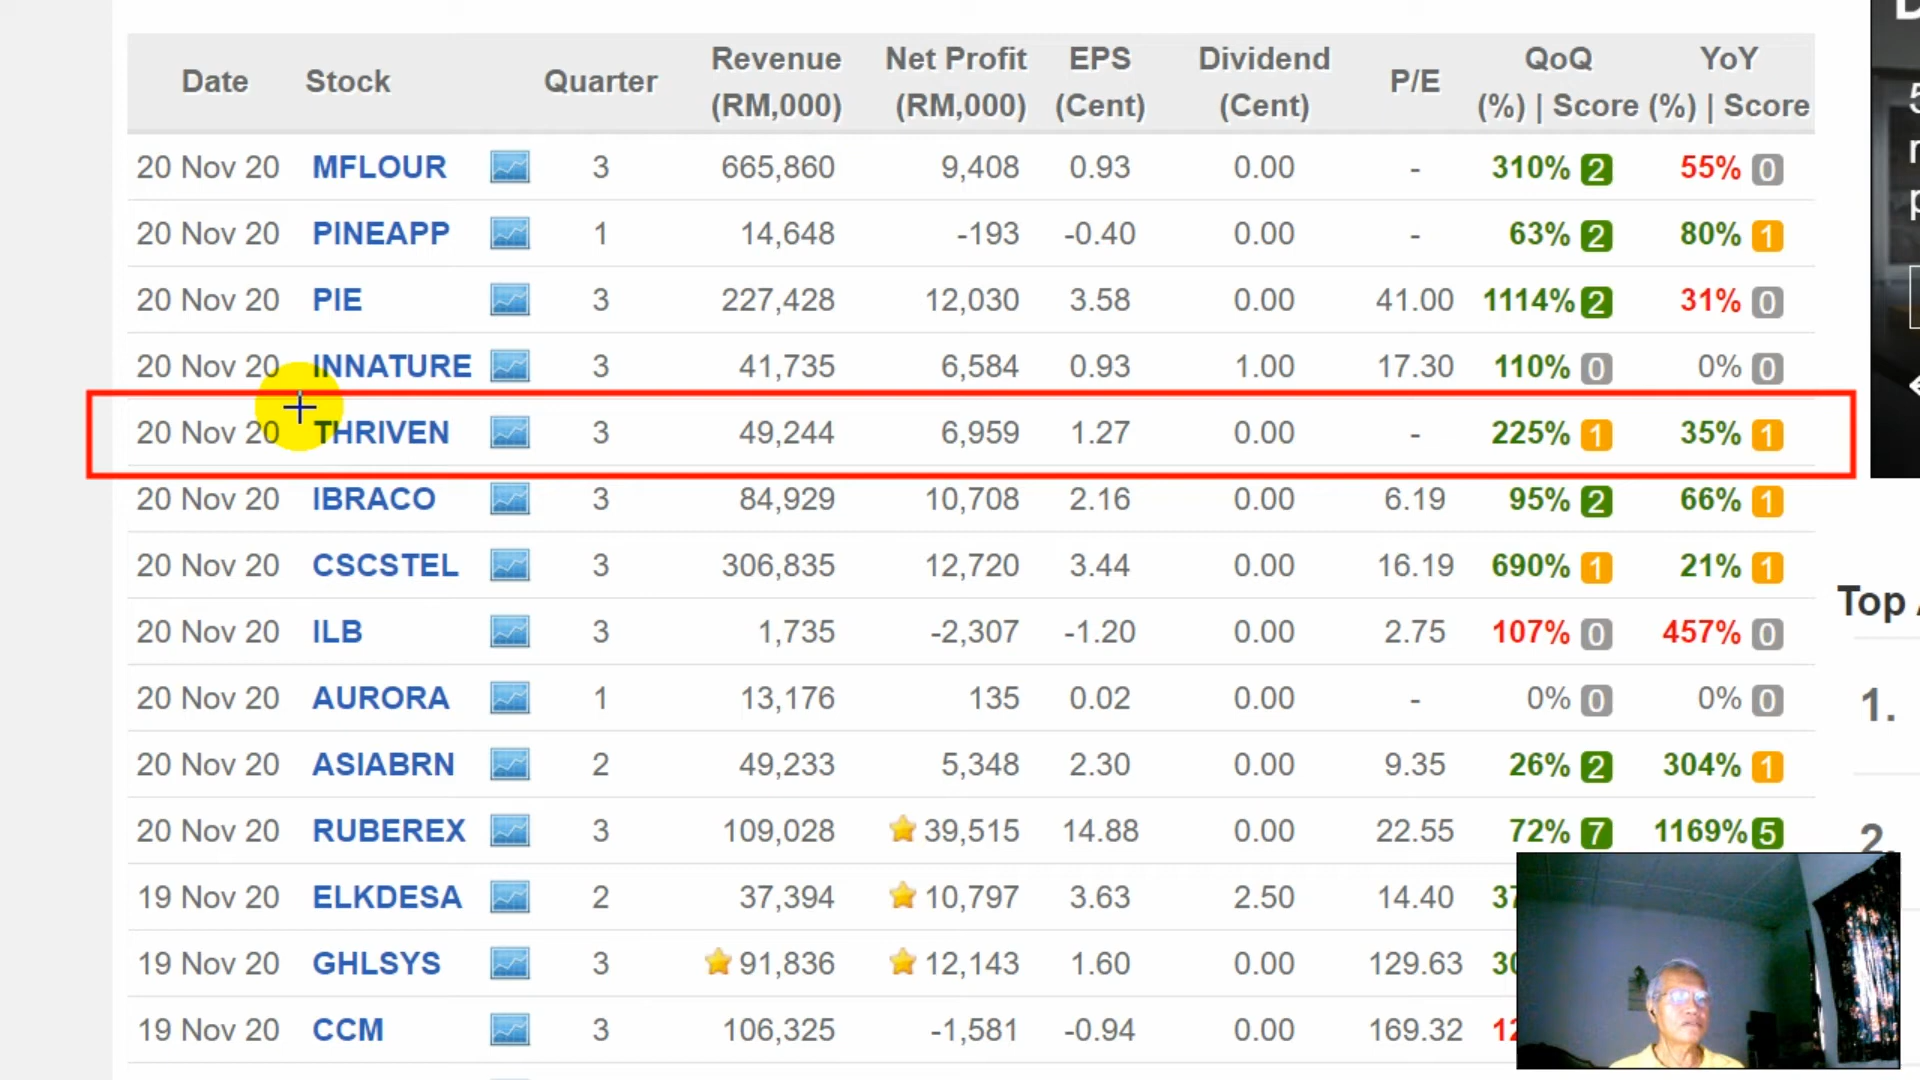 Date Stock Quarter Revenue (RM,000) Net Profit (RM,000) EPS (Cent) Dividend (Cent) P/E QoQ (%) | Score YoY (%) | Score
20 Nov 20 MFLOUR 3 665,860 9,408 0.93 0.00 - 310% 2 55% 0
20 Nov 20 PINEAPP 1 14,648 -193 -0.40 0.00 - 63% 2 80% 1
20 Nov 20 PIE 3 227,428 12,030 3.58 0.00 41.00 1114% 2 31% 0
20 Nov 20 INNATURE 3 41,735 6,584 0.93 1.00 17.30 110% 0 0% 0
20 Nov 20 THRIVEN 3 49,244 6,959 1.27 0.00 - 225% 1 35% 1
20 Nov 20 IBRACO 3 84,929 10,708 2.16 0.00 6.19 95% 2 66% 1
20 Nov 20 CSCSTEL 3 306,835 12,720 3.44 0.00 16.19 690% 1 21% 1
20 Nov 20 ILB 3 1,735 -2,307 -1.20 0.00 2.75 107% 0 457% 0
20 Nov 20 AURORA 1 13,176 135 0.02 0.00 - 0% 0 0% 0
20 Nov 20 ASIABRN 2 49,233 5,348 2.30 0.00 9.35 26% 2 304% 1
20 Nov 20 RUBEREX 3 109,028 39,515 14.88 0.00 22.55 72% 7 1169% 5
19 Nov 20 ELKDESA 2 37,394 10,797 3.63 2.50 14.40
19 Nov 20 GHLSYS 3 91,836 12,143 1.60 0.00 129.63
19 Nov 20 CCM 3 106,325 -1,581 -0.94 0.00 169.32
Top
1.
2.